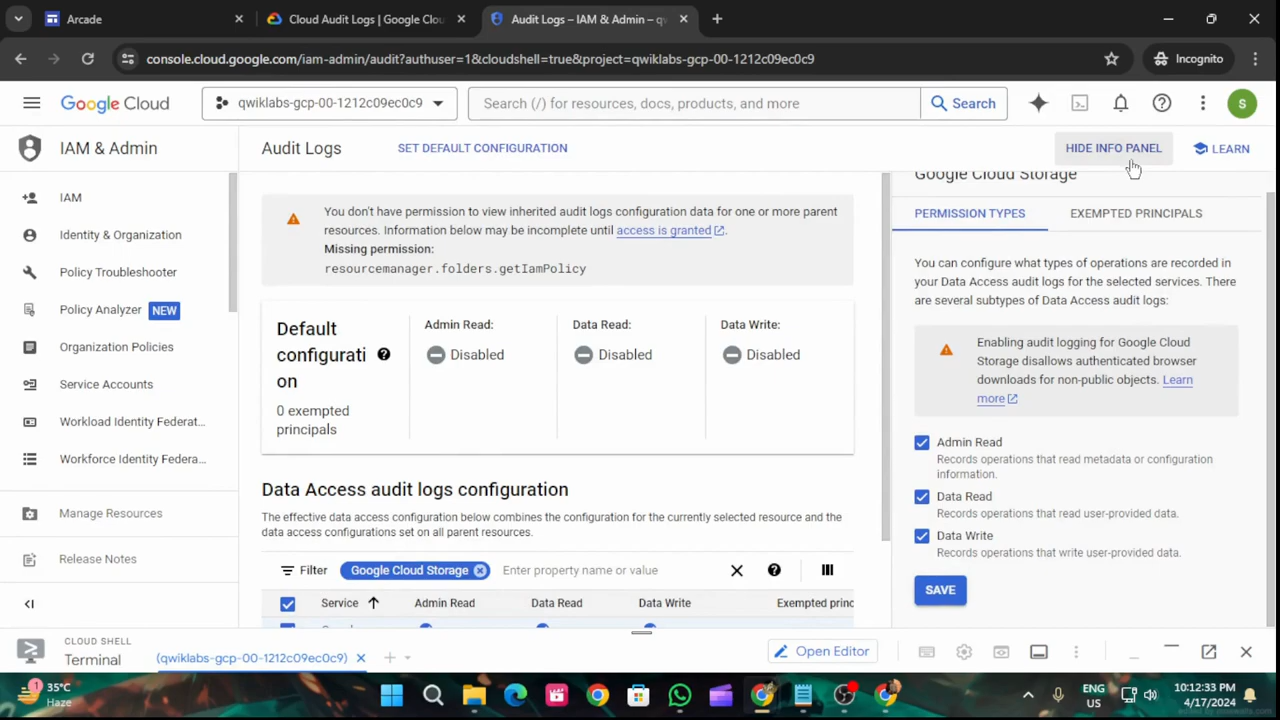 Arcade
Cloud Audit Logs | Google Clou
Audit Logs – IAM & Admin – qw
console.cloud.google.com/iam-admin/audit?authuser=1&cloudshell=true&project=qwiklabs-gcp-00-1212c09ec0c9
Incognito
Google Cloud
qwiklabs-gcp-00-1212c09ec0c9
Search (/) for resources, docs, products, and more
Search
S
IAM & Admin
Audit Logs
SET DEFAULT CONFIGURATION
HIDE INFO PANEL
LEARN
IAM
Identity & Organization
Policy Troubleshooter
Policy Analyzer NEW
Organization Policies
Service Accounts
Workload Identity Federat...
Workforce Identity Federa...
Manage Resources
Release Notes
You don't have permission to view inherited audit logs configuration data for one or more parent
resources. Information below may be incomplete until access is granted.
Missing permission:
resourcemanager.folders.getIamPolicy
Default
configurati
on
0 exempted
principals
Admin Read:
Disabled
Data Read:
Disabled
Data Write:
Disabled
Data Access audit logs configuration
The effective data access configuration below combines the configuration for the currently selected resource and the
data access configurations set on all parent resources.
Filter
Google Cloud Storage
Enter property name or value
Service
Admin Read
Data Read
Data Write
Exempted princ
Google Cloud Storage
PERMISSION TYPES
EXEMPTED PRINCIPALS
You can configure what types of operations are recorded in
your Data Access audit logs for the selected services. There
are several subtypes of Data Access audit logs:
Enabling audit logging for Google Cloud
Storage disallows authenticated browser
downloads for non-public objects. Learn
more
Admin Read
Records operations that read metadata or configuration
information.
Data Read
Records operations that read user-provided data.
Data Write
Records operations that write user-provided data.
SAVE
CLOUD SHELL
Terminal
(qwiklabs-gcp-00-1212c09ec0c9)
Open Editor
1
35°C
Haze
ENG
US
10:12:33 PM
4/17/2024